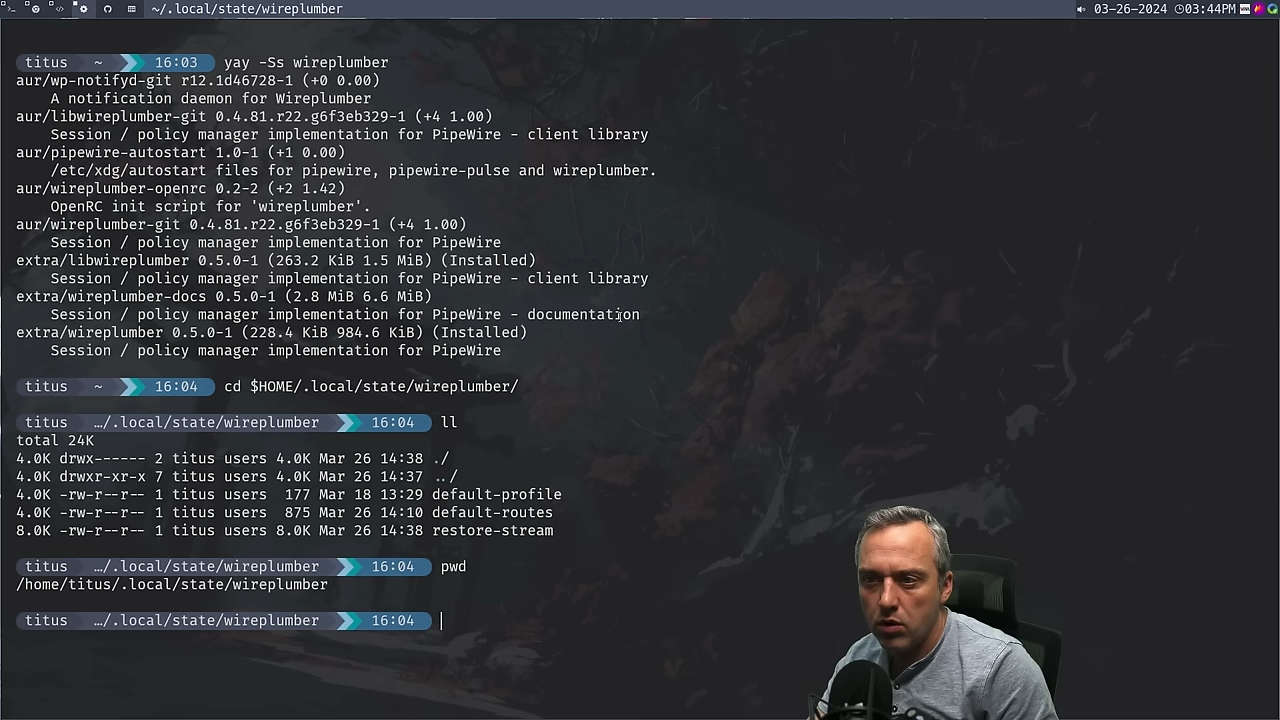 ~/.local/state/wireplumber
03-26-2024 03:44PM
titus ~ 16:03 yay -Ss wireplumber
aur/wp-notifyd-git r12.1d46728-1 (+0 0.00)
A notification daemon for Wireplumber
aur/libwireplumber-git 0.4.81.r22.g6f3eb329-1 (+4 1.00)
Session / policy manager implementation for PipeWire - client library
aur/pipewire-autostart 1.0-1 (+1 0.00)
/etc/xdg/autostart files for pipewire, pipewire-pulse and wireplumber.
aur/wireplumber-openrc 0.2-2 (+2 1.42)
OpenRC init script for 'wireplumber'.
aur/wireplumber-git 0.4.81.r22.g6f3eb329-1 (+4 1.00)
Session / policy manager implementation for PipeWire
extra/libwireplumber 0.5.0-1 (263.2 KiB 1.5 MiB) (Installed)
Session / policy manager implementation for PipeWire - client library
extra/wireplumber-docs 0.5.0-1 (2.8 MiB 6.6 MiB)
Session / policy manager implementation for PipeWire - documentation
extra/wireplumber 0.5.0-1 (228.4 KiB 984.6 KiB) (Installed)
Session / policy manager implementation for PipeWire
titus ~ 16:04 cd $HOME/.local/state/wireplumber/
titus …/.local/state/wireplumber 16:04 ll
total 24K
4.0K drwx------ 2 titus users 4.0K Mar 26 14:38 ./
4.0K drwxr-xr-x 7 titus users 4.0K Mar 26 14:37 ../
4.0K -rw-r--r-- 1 titus users  177 Mar 18 13:29 default-profile
4.0K -rw-r--r-- 1 titus users  875 Mar 26 14:10 default-routes
8.0K -rw-r--r-- 1 titus users 8.0K Mar 26 14:38 restore-stream
titus …/.local/state/wireplumber 16:04 pwd
/home/titus/.local/state/wireplumber
titus …/.local/state/wireplumber 16:04